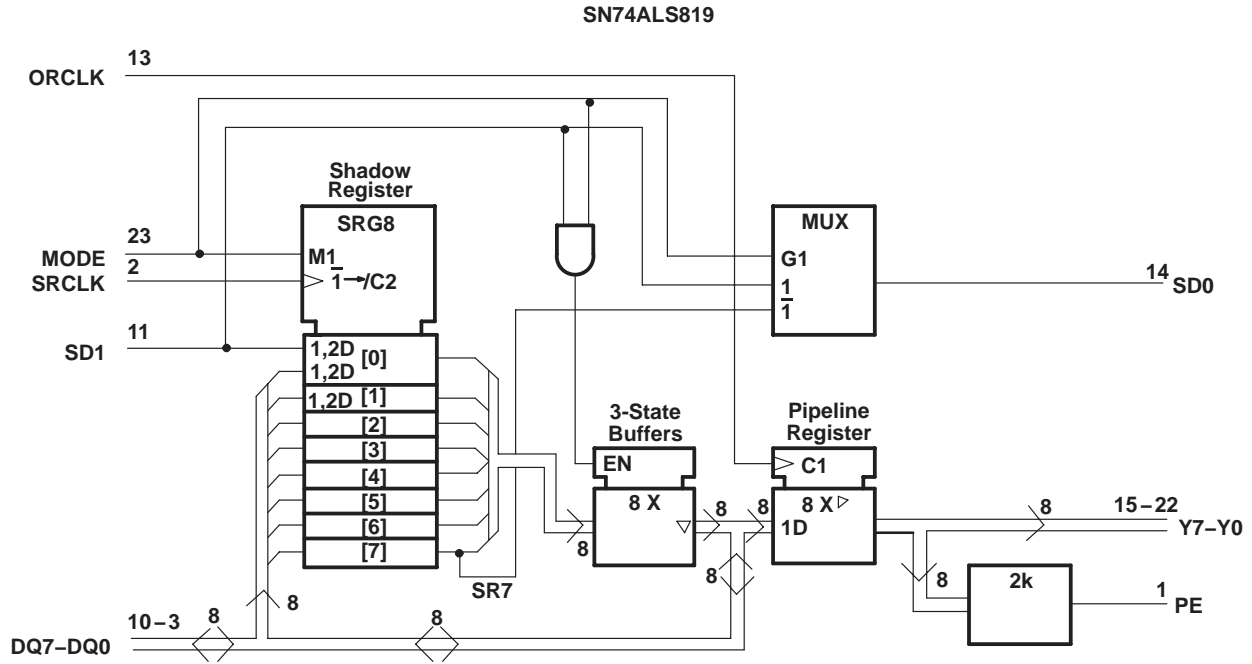 SN74ALS819
ORCLK
13
Shadow
Register
SRG8
MUX
MODE
23
M1
G1
SRCLK
2
1→/C2
1
1
14
SD0
SD1
11
1,2D
[0]
1,2D
1,2D
[1]
[2]
[3]
[4]
[5]
[6]
[7]
3-State
Buffers
Pipeline
Register
EN
C1
8 X
8 X
8
8
8
1D
8
8
15–22
Y7–Y0
8
SR7
2k
1
PE
8
8
8
10–3
DQ7–DQ0